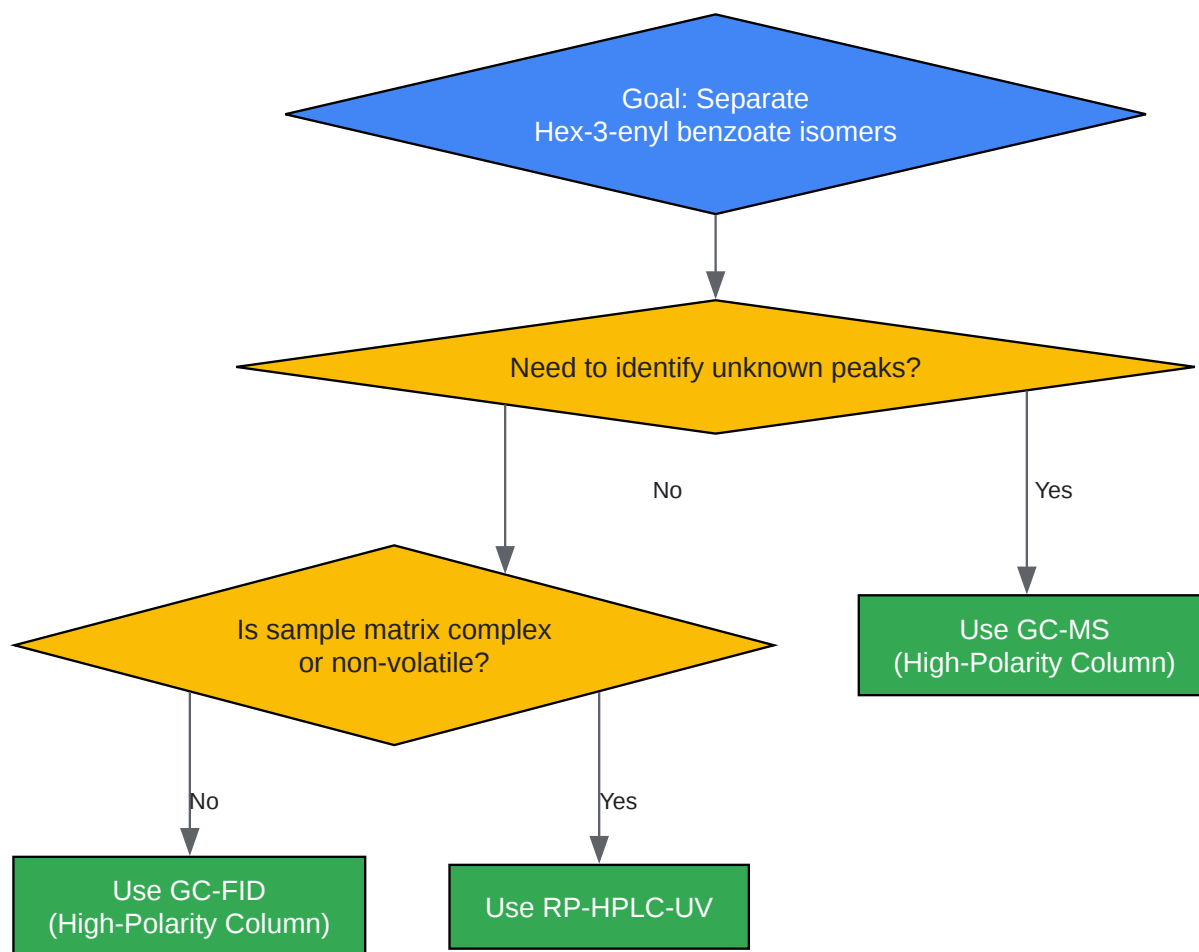 Goal: Separate
Hex-3-enyl benzoate isomers
Need to identify unknown peaks?
No
Yes
Is sample matrix complex
or non-volatile?
Use GC-MS
(High-Polarity Column)
No
Yes
Use GC-FID
(High-Polarity Column)
Use RP-HPLC-UV